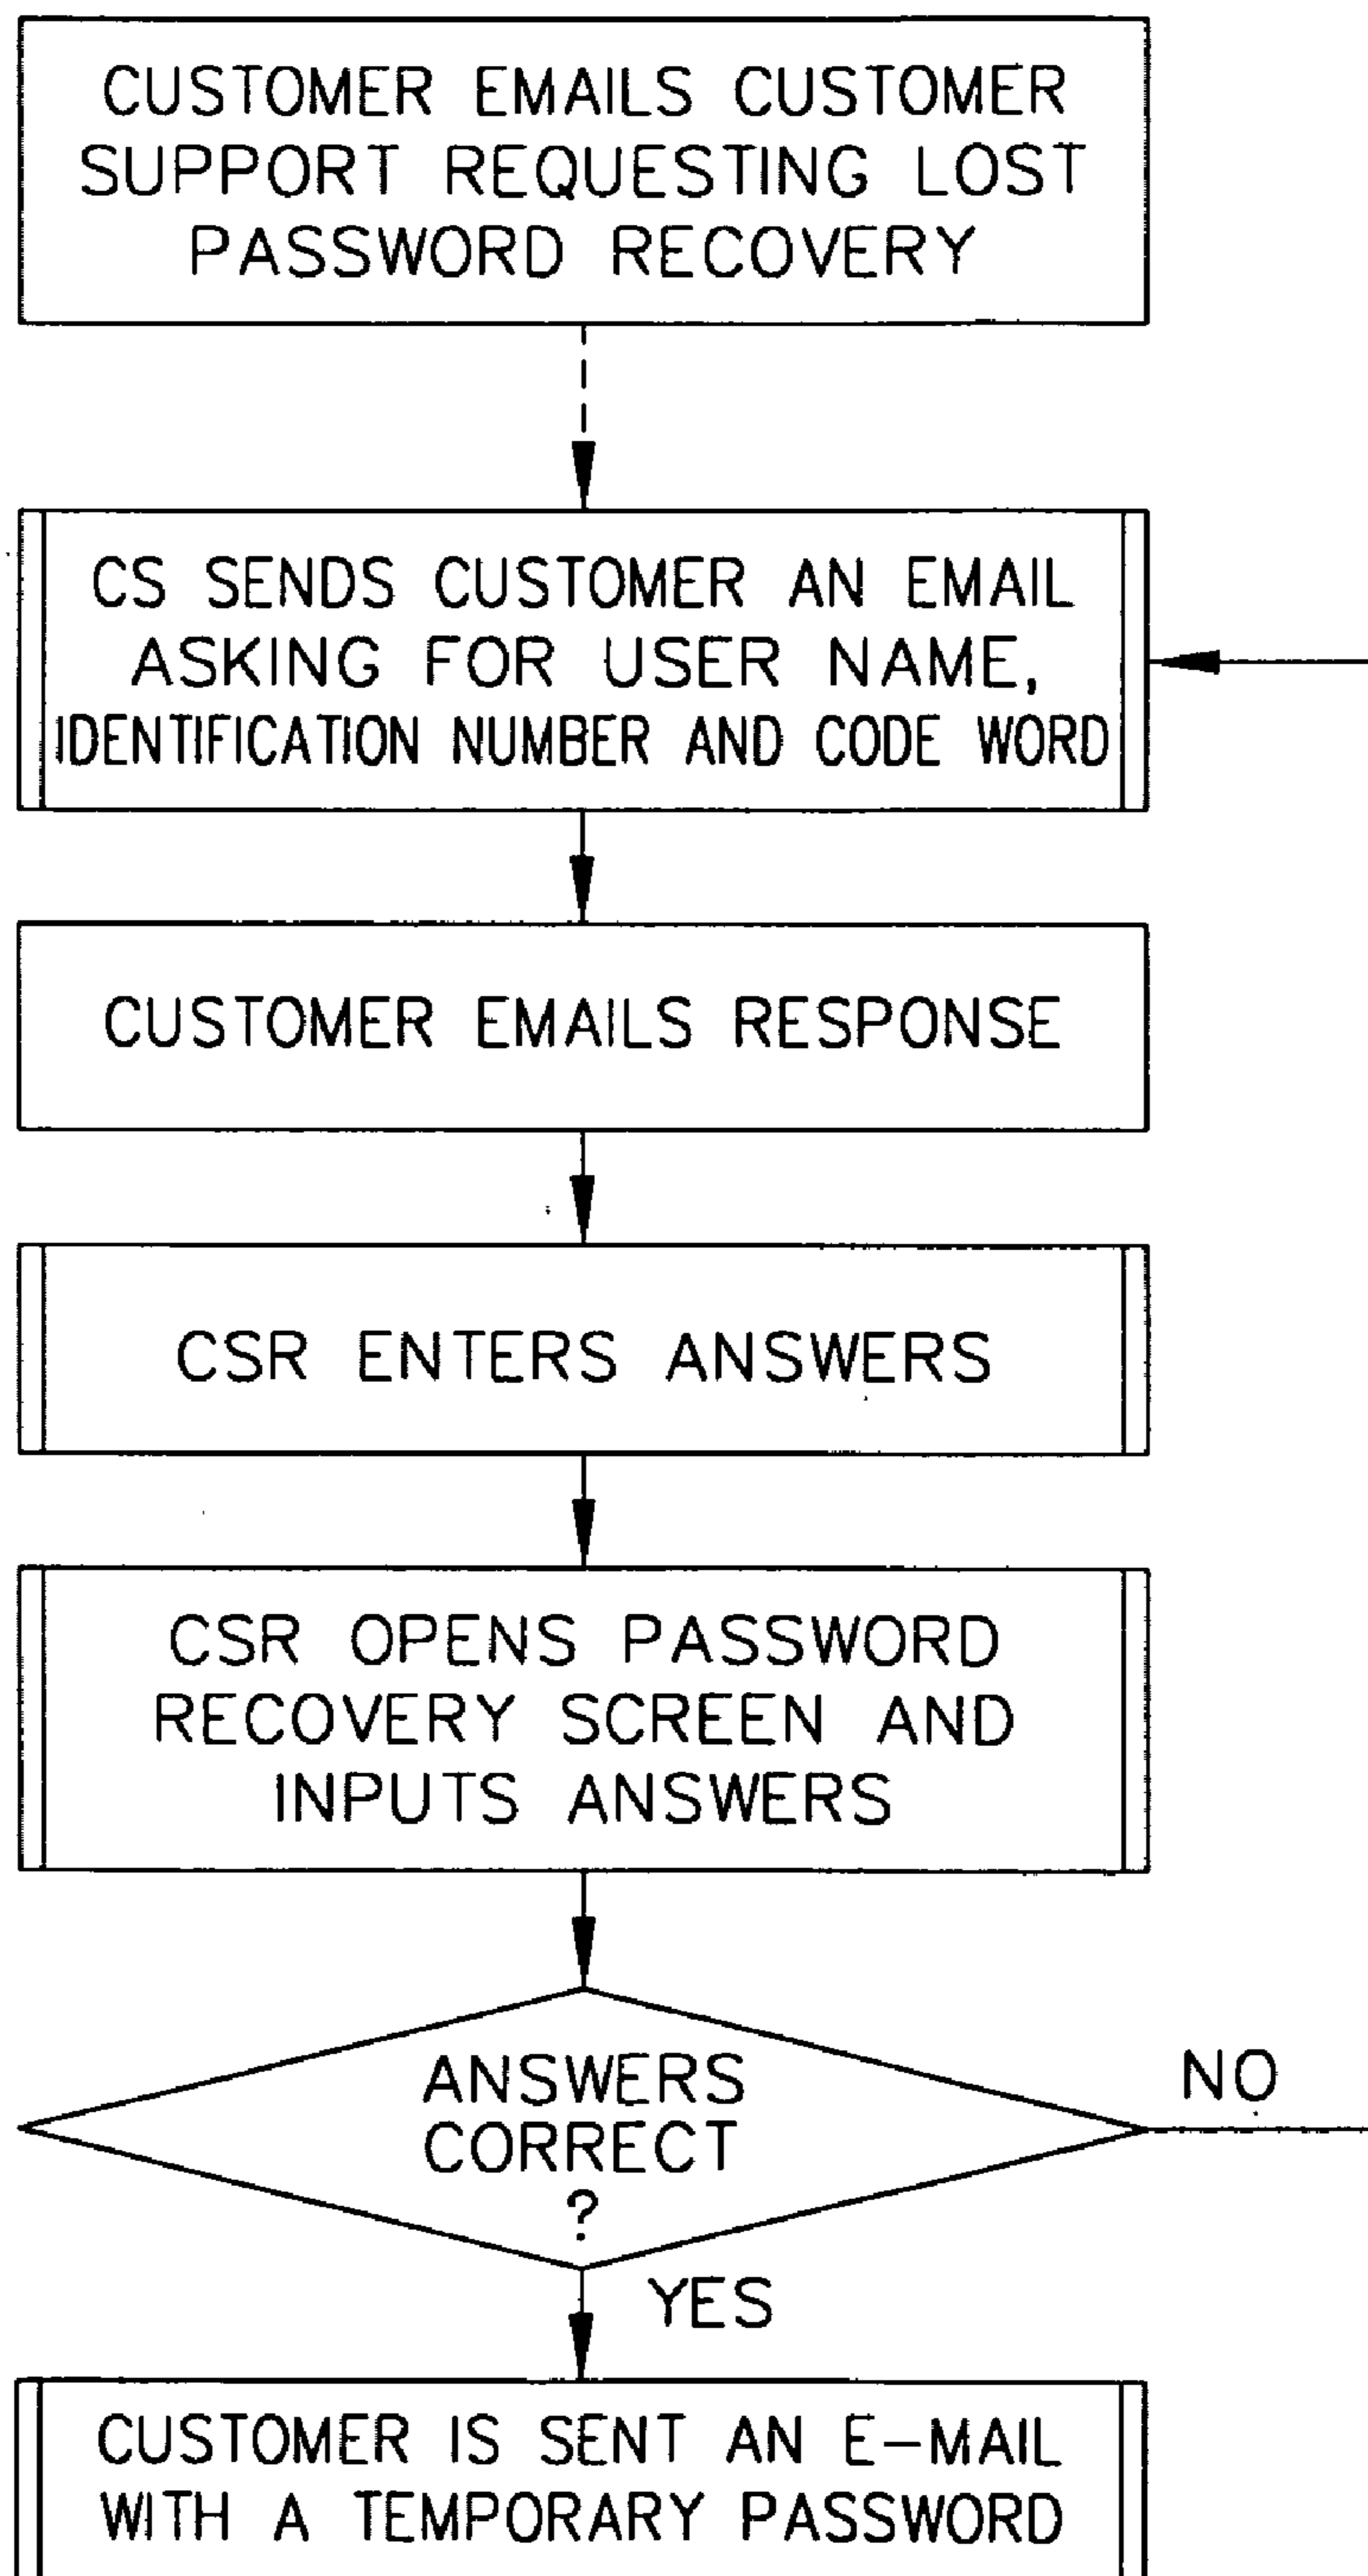 CUSTOMER EMAILS CUSTOMER
SUPPORT REQUESTING LOST
PASSWORD RECOVERY
CS SENDS CUSTOMER AN EMAIL
ASKING FOR USER NAME,
IDENTIFICATION NUMBER AND CODE WORD
CUSTOMER EMAILS RESPONSE
CSR ENTERS ANSWERS
CSR OPENS PASSWORD
RECOVERY SCREEN AND
INPUTS ANSWERS
ANSWERS
CORRECT
?
NO
YES
CUSTOMER IS SENT AN E-MAIL
WITH A TEMPORARY PASSWORD